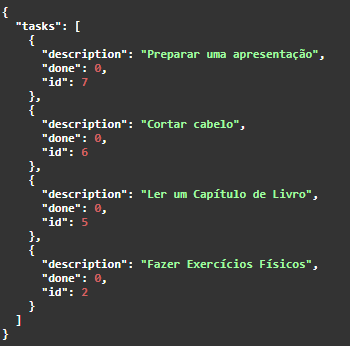 {
  "tasks": [
    {
      "description": "Preparar uma apresentação",
      "done": 0,
      "id": 7
    },
    {
      "description": "Cortar cabelo",
      "done": 0,
      "id": 6
    },
    {
      "description": "Ler um Capítulo de Livro",
      "done": 0,
      "id": 5
    },
    {
      "description": "Fazer Exercícios Físicos",
      "done": 0,
      "id": 2
    }
  ]
}